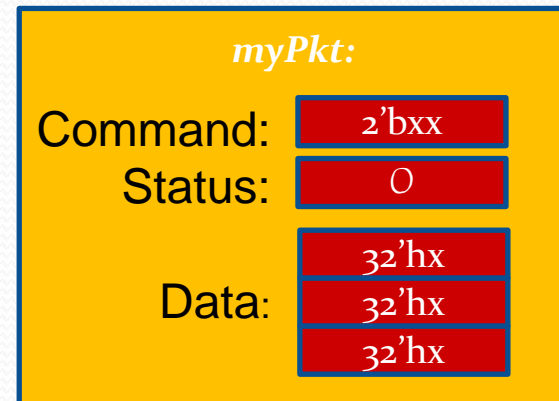 myPkt:
Command: 2'bxx
Status: 0
32'hx
Data: 32'hx
32'hx